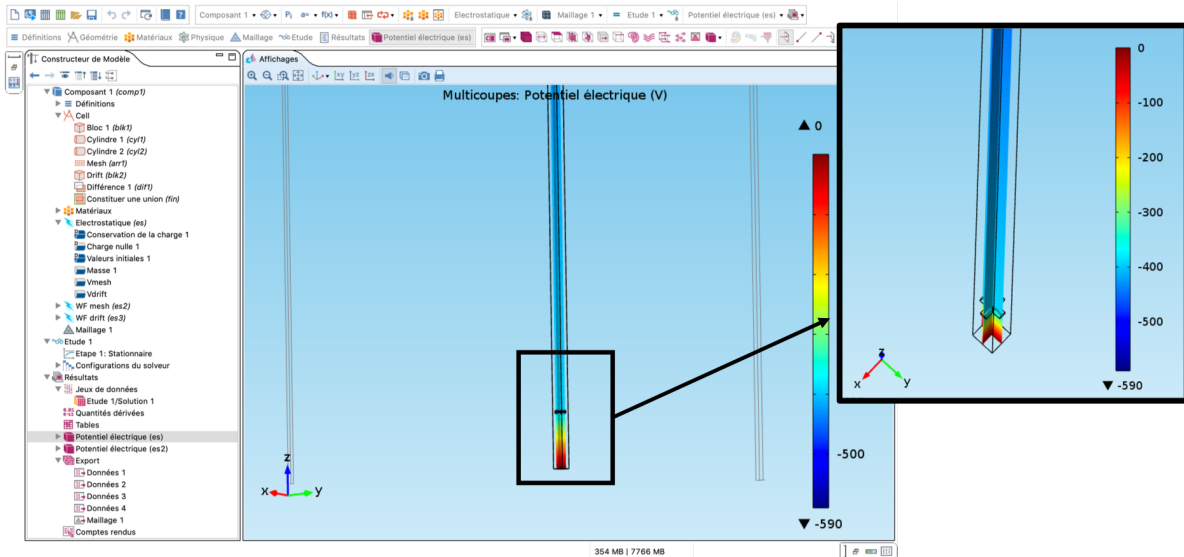 Composant 1
Pi
a=
f(x)
Electrostatique
Maillage 1
Etude 1
Potentiel électrique (es)
Définitions
Géométrie
Matériaux
Physique
Maillage
Etude
Résultats
Potentiel électrique (es)
Constructeur de Modèle
Composant 1 (comp1)
Définitions
Cell
Bloc 1 (blk1)
Cylindre 1 (cyl1)
Cylindre 2 (cyl2)
Mesh (arr1)
Drift (blk2)
Différence 1 (dif1)
Constituer une union (fin)
Matériaux
Electrostatique (es)
Conservation de la charge 1
Charge nulle 1
Valeurs initiales 1
Masse 1
Vmesh
Vdrift
WF mesh (es2)
WF drift (es3)
Maillage 1
Etude 1
Etape 1: Stationnaire
Configurations du solveur
Résultats
Jeux de données
Etude 1/Solution 1
Quantités dérivées
Tables
Potentiel électrique (es)
Potentiel électrique (es2)
Export
Données 1
Données 2
Données 3
Données 4
Maillage 1
Comptes rendus
Affichages
Multicoupes: Potentiel électrique (V)
▲ 0
-500
▼ -590
z
x
y
0
-100
-200
-300
-400
-500
▼ -590
z
x
y
354 MB | 7766 MB